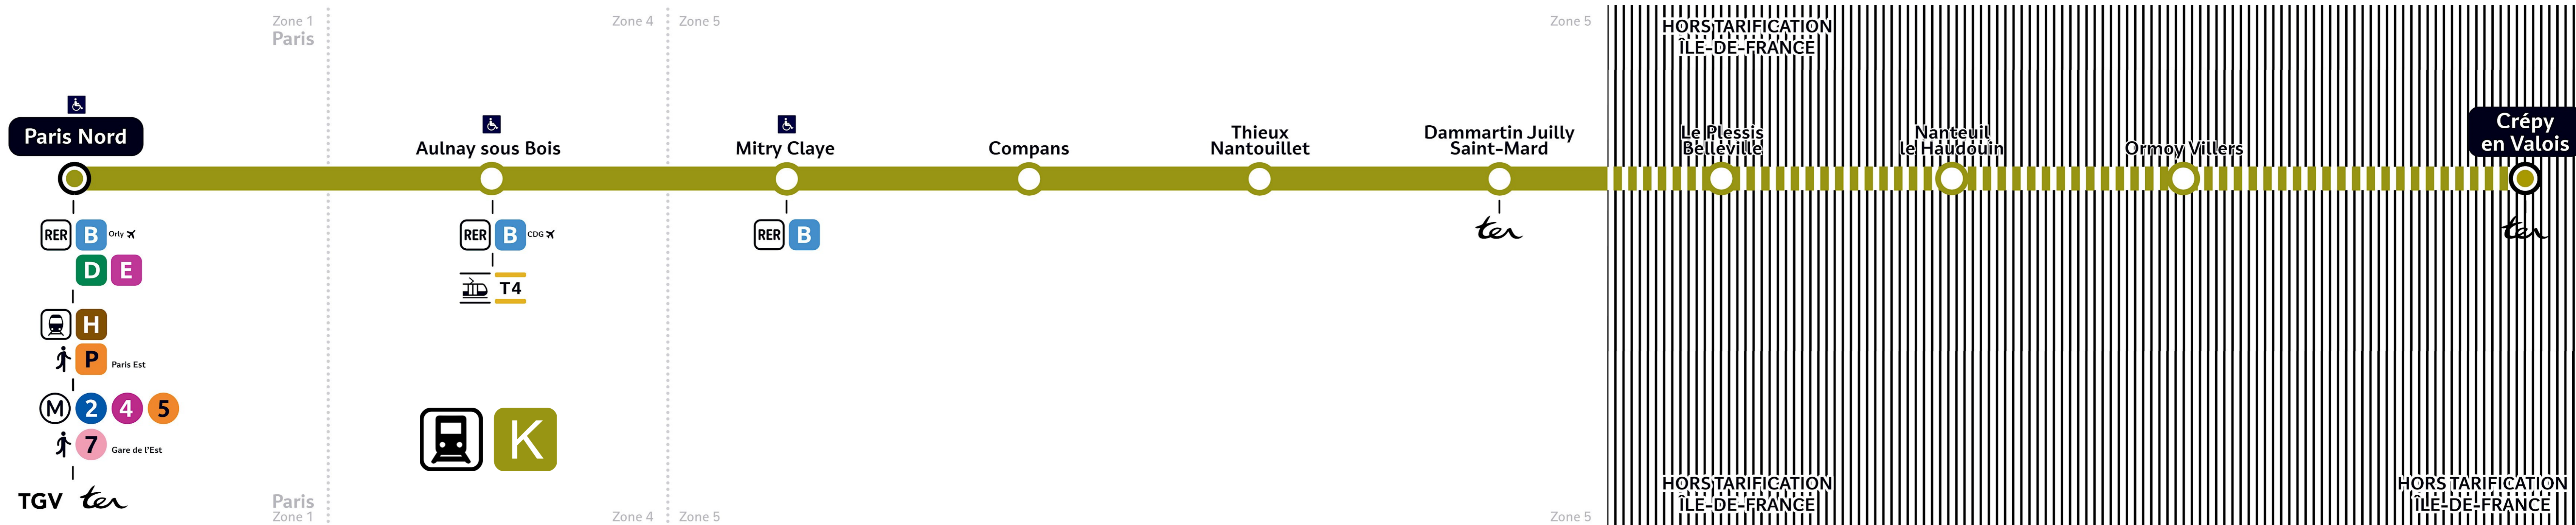 Zone 1
Paris
Zone 4
Zone 5
Zone 5
HORS TARIFICATION
ÎLE-DE-FRANCE
Paris Nord
Aulnay sous Bois
Mitry Claye
Compans
Thieux
Nantouillet
Dammartin Juilly
Saint-Mard
Le Plessis
Belleville
Nanteuil
le Haudouin
Ormoy Villers
Crépy
en Valois
RER B Orly
D E
H
P Paris Est
M 2 4 5
7 Gare de l'Est
TGV ter
RER B CDG
T4
RER B
ter
ter
K
Paris
Zone 1
Zone 4
Zone 5
Zone 5
HORS TARIFICATION
ÎLE-DE-FRANCE
HORS TARIFICATION
ÎLE-DE-FRANCE